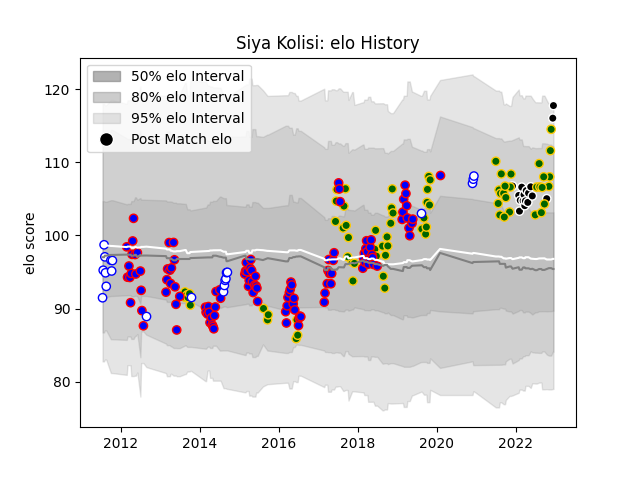 Siya Kolisi: elo History
50% elo Interval
80% elo Interval
95% elo Interval
Post Match elo
elo score
120
110
100
90
80
2012
2014
2016
2018
2020
2022